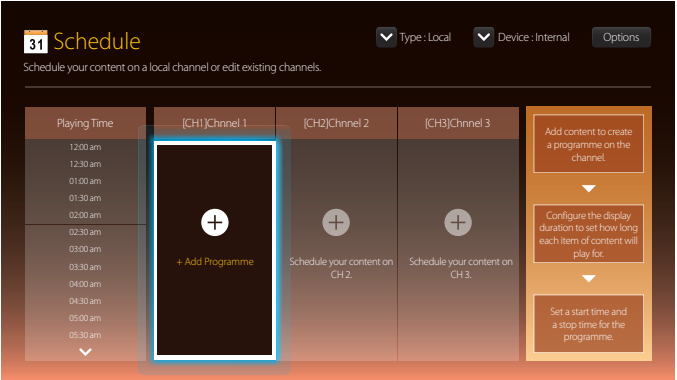 31 Schedule
Type : Local
Device : Internal
Options
Schedule your content on a local channel or edit existing channels.
Playing Time
[CH1]Chnnel 1
[CH2]Chnnel 2
[CH3]Chnnel 3
12:00 am
12:30 am
01:00 am
01:30 am
02:00 am
02:30 am
03:00 am
03:30 am
04:00 am
04:30 am
05:00 am
05:30 am
+ Add Programme
Schedule your content on
CH 2.
Schedule your content on
CH 3.
Add content to create
a programme on the
channel.
Configure the display
duration to set how long
each item of content will
play for.
Set a start time and
a stop time for the
programme.